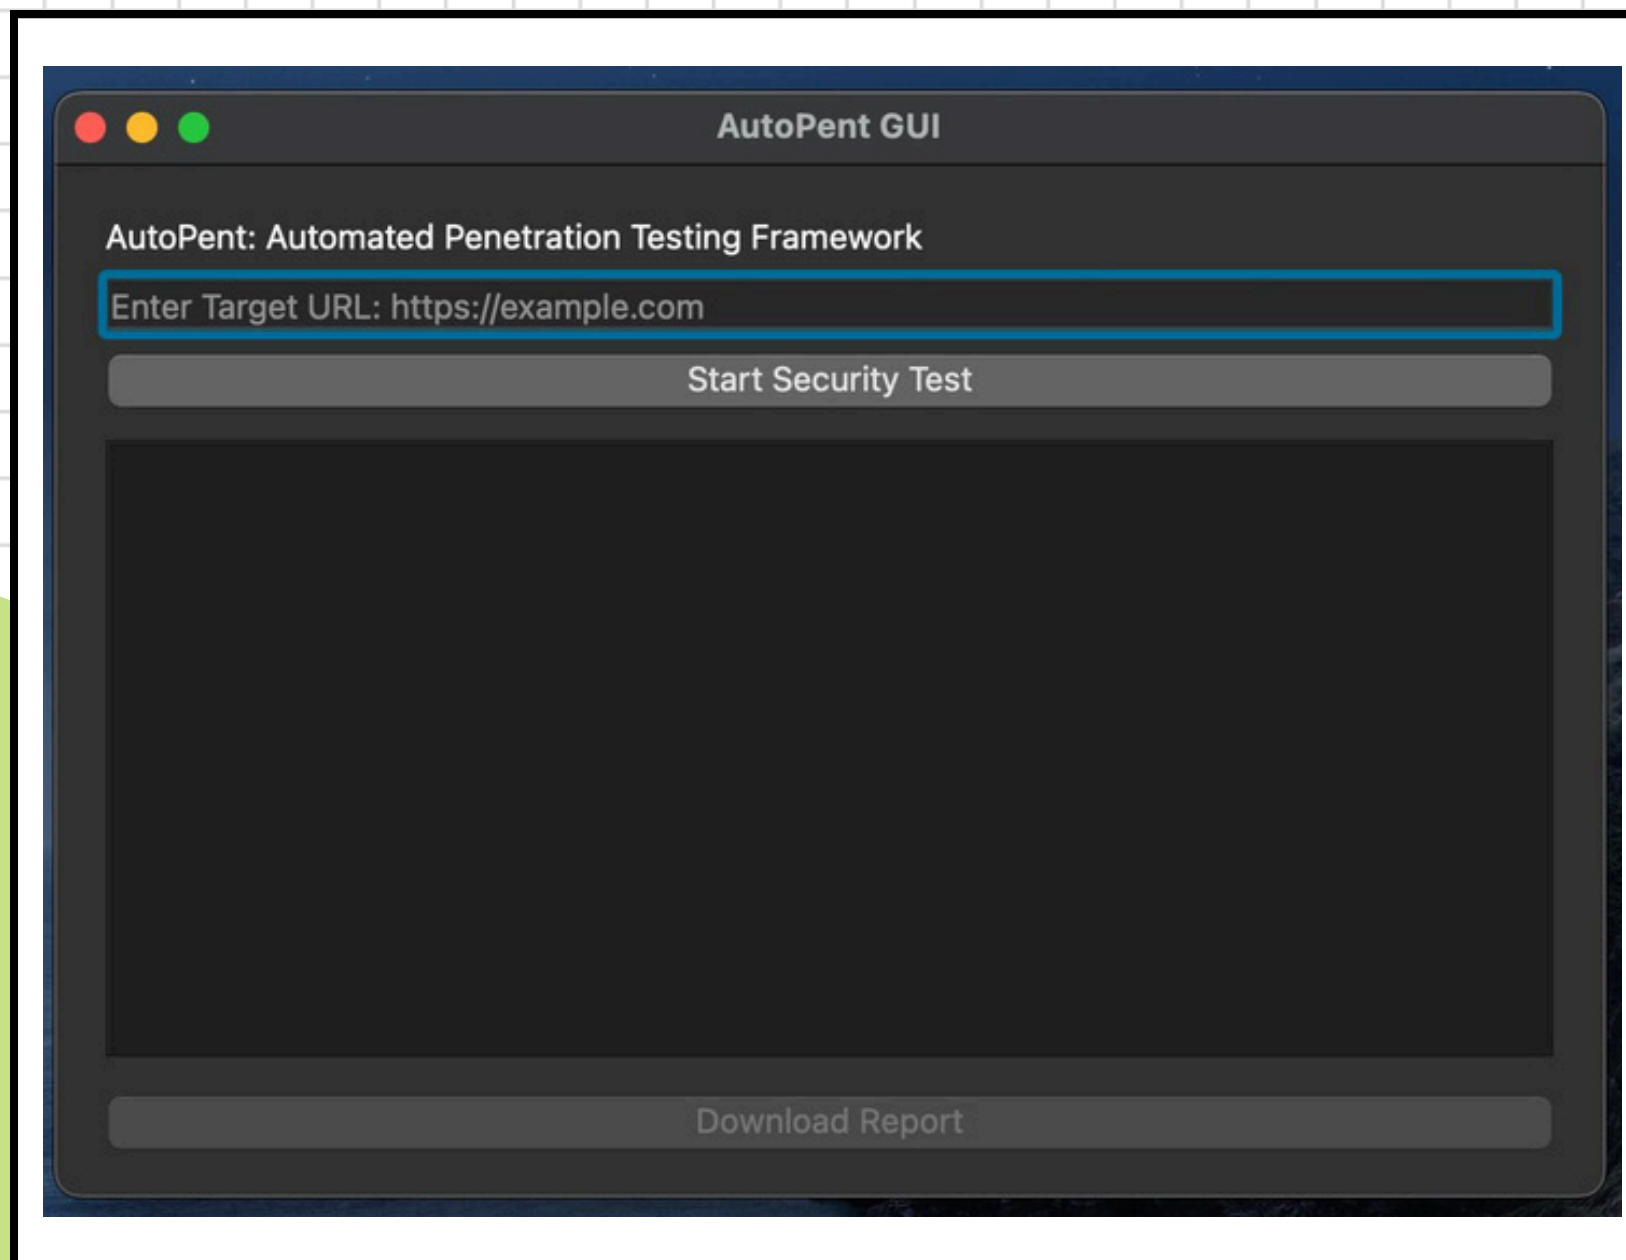 AutoPent GUI
AutoPent: Automated Penetration Testing Framework
Enter Target URL: https://example.com
Start Security Test
Download Report